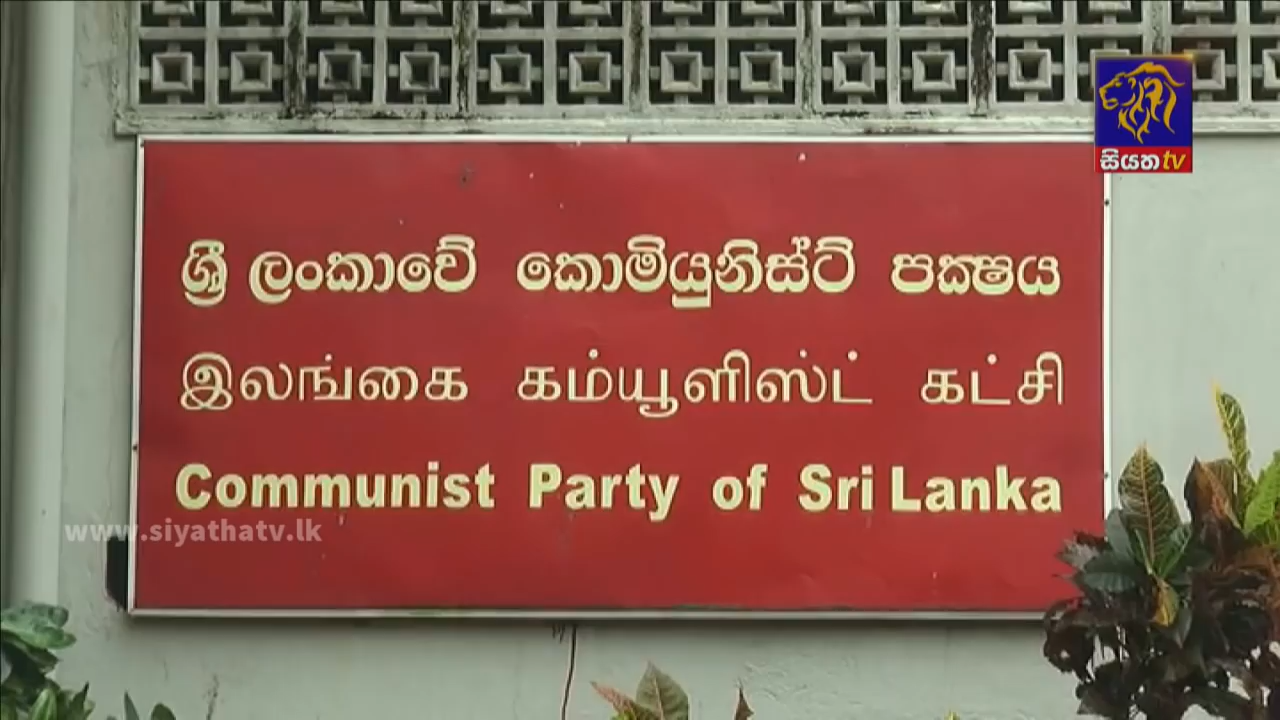 සියත tv
ශ්‍රී ලංකාවේ කොමියුනිස්ට් පක්ෂය
இலங்கை கம்யூனிஸ்ட் கட்சி
Communist Party of Sri Lanka
www.siyathatv.lk